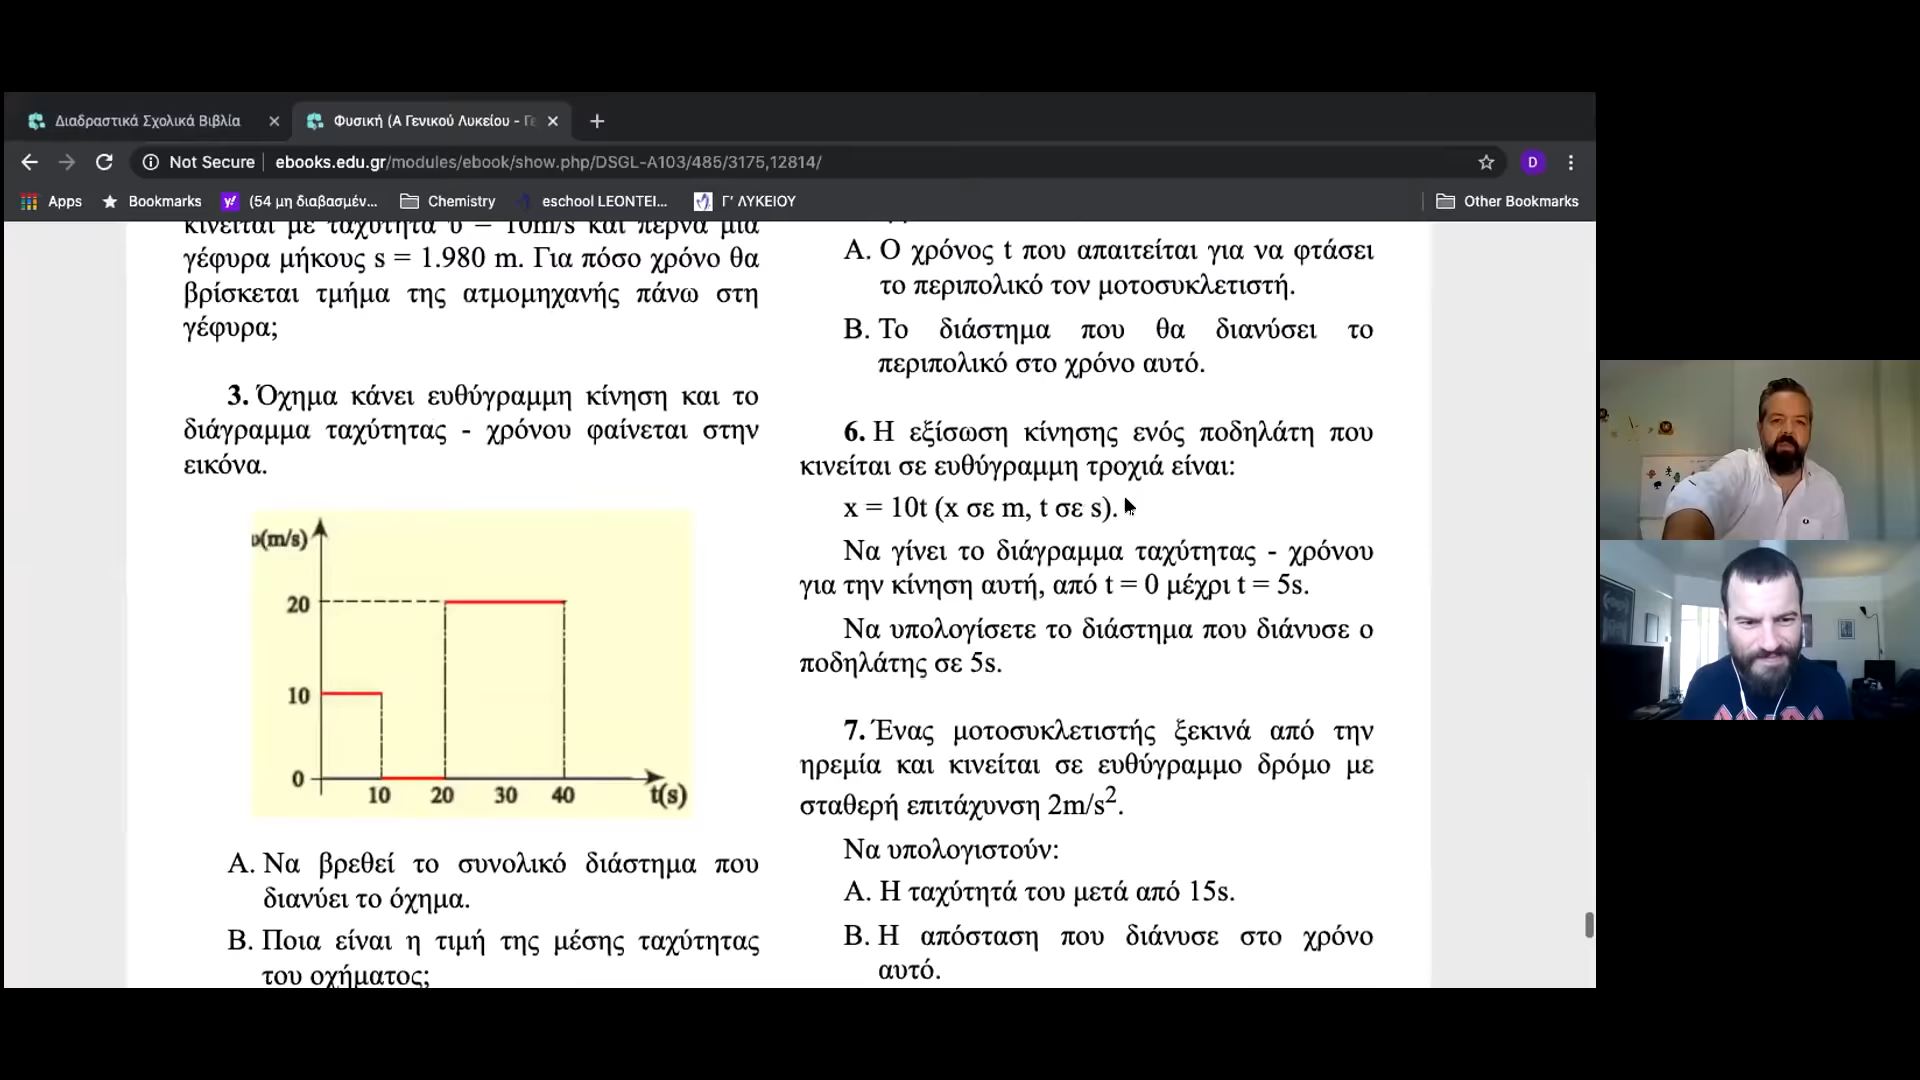 Διαδραστικά Σχολικά Βιβλία
Φυσική (Α Γενικού Λυκείου - Γε
Not Secure
ebooks.edu.gr/modules/ebook/show.php/DSGL-A103/485/3175,12814/
D
Apps
Bookmarks
(54 μη διαβασμέν...
Chemistry
eschool LEONTEI...
Γ' ΛΥΚΕΙΟΥ
Other Bookmarks
κινείται με ταχύτητα υ = 10m/s και περνά μια
γέφυρα μήκους s = 1.980 m. Για πόσο χρόνο θα
βρίσκεται τμήμα της ατμομηχανής πάνω στη
γέφυρα;
3. Όχημα κάνει ευθύγραμμη κίνηση και το
διάγραμμα ταχύτητας - χρόνου φαίνεται στην
εικόνα.
υ(m/s)
20
10
0
10 20 30 40 t(s)
Α. Να βρεθεί το συνολικό διάστημα που
διανύει το όχημα.
Β. Ποια είναι η τιμή της μέσης ταχύτητας
του οχήματος;
Α. Ο χρόνος t που απαιτείται για να φτάσει
το περιπολικό τον μοτοσυκλετιστή.
Β. Το διάστημα που θα διανύσει το
περιπολικό στο χρόνο αυτό.
6. Η εξίσωση κίνησης ενός ποδηλάτη που
κινείται σε ευθύγραμμη τροχιά είναι:
x = 10t (x σε m, t σε s).
Να γίνει το διάγραμμα ταχύτητας - χρόνου
για την κίνηση αυτή, από t = 0 μέχρι t = 5s.
Να υπολογίσετε το διάστημα που διάνυσε ο
ποδηλάτης σε 5s.
7. Ένας μοτοσυκλετιστής ξεκινά από την
ηρεμία και κινείται σε ευθύγραμμο δρόμο με
σταθερή επιτάχυνση 2m/s².
Να υπολογιστούν:
Α. Η ταχύτητά του μετά από 15s.
Β. Η απόσταση που διάνυσε στο χρόνο
αυτό.